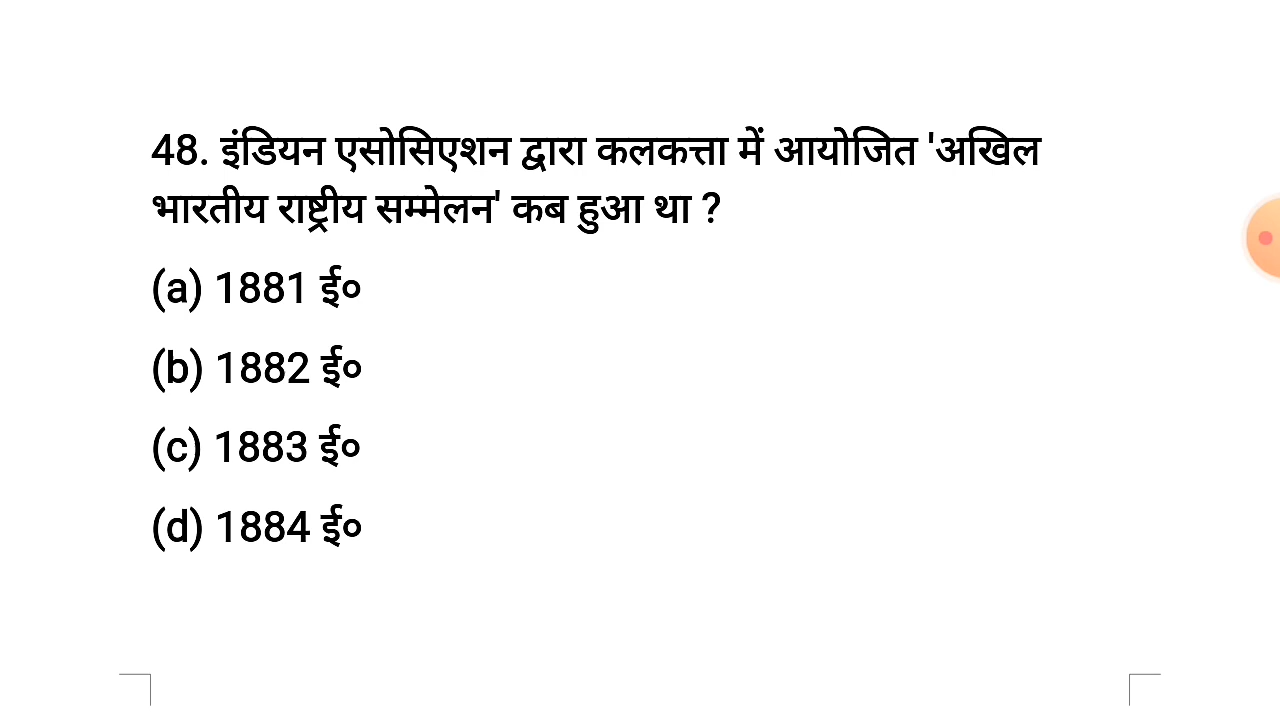 48. इंडियन एसोसिएशन द्वारा कलकत्ता में आयोजित 'अखिल
भारतीय राष्ट्रीय सम्मेलन' कब हुआ था ?
(a) 1881 ई०
(b) 1882 ई०
(c) 1883 ई०
(d) 1884 ई०